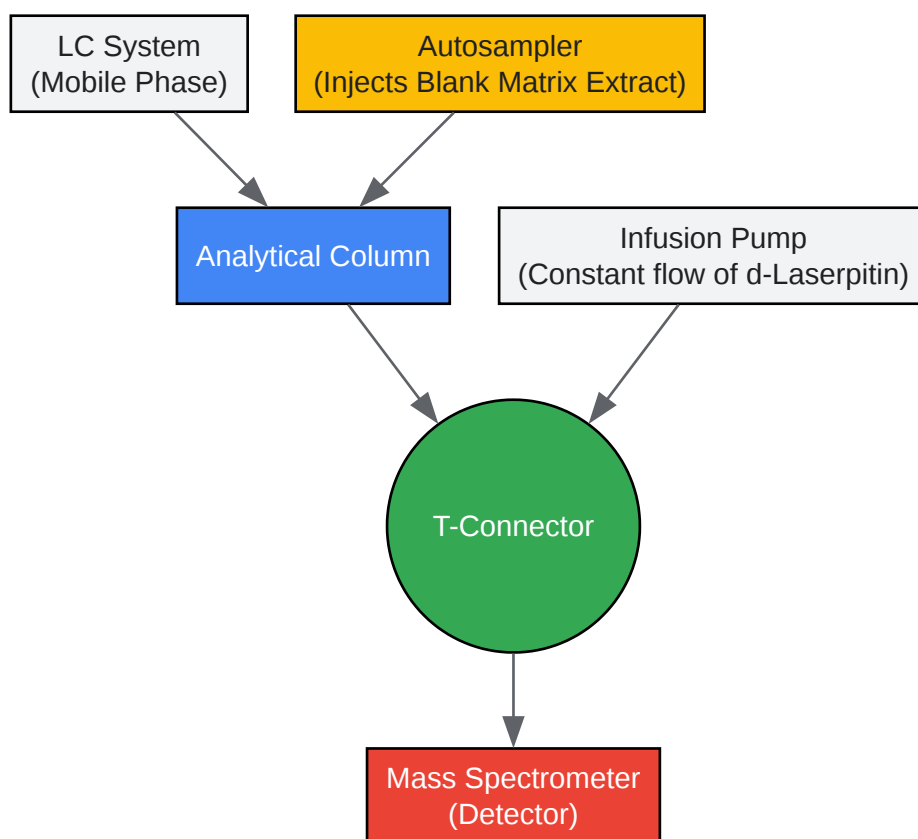 LC System
(Mobile Phase)
Autosampler
(Injects Blank Matrix Extract)
Analytical Column
Infusion Pump
(Constant flow of d-Laserpitin)
T-Connector
Mass Spectrometer
(Detector)